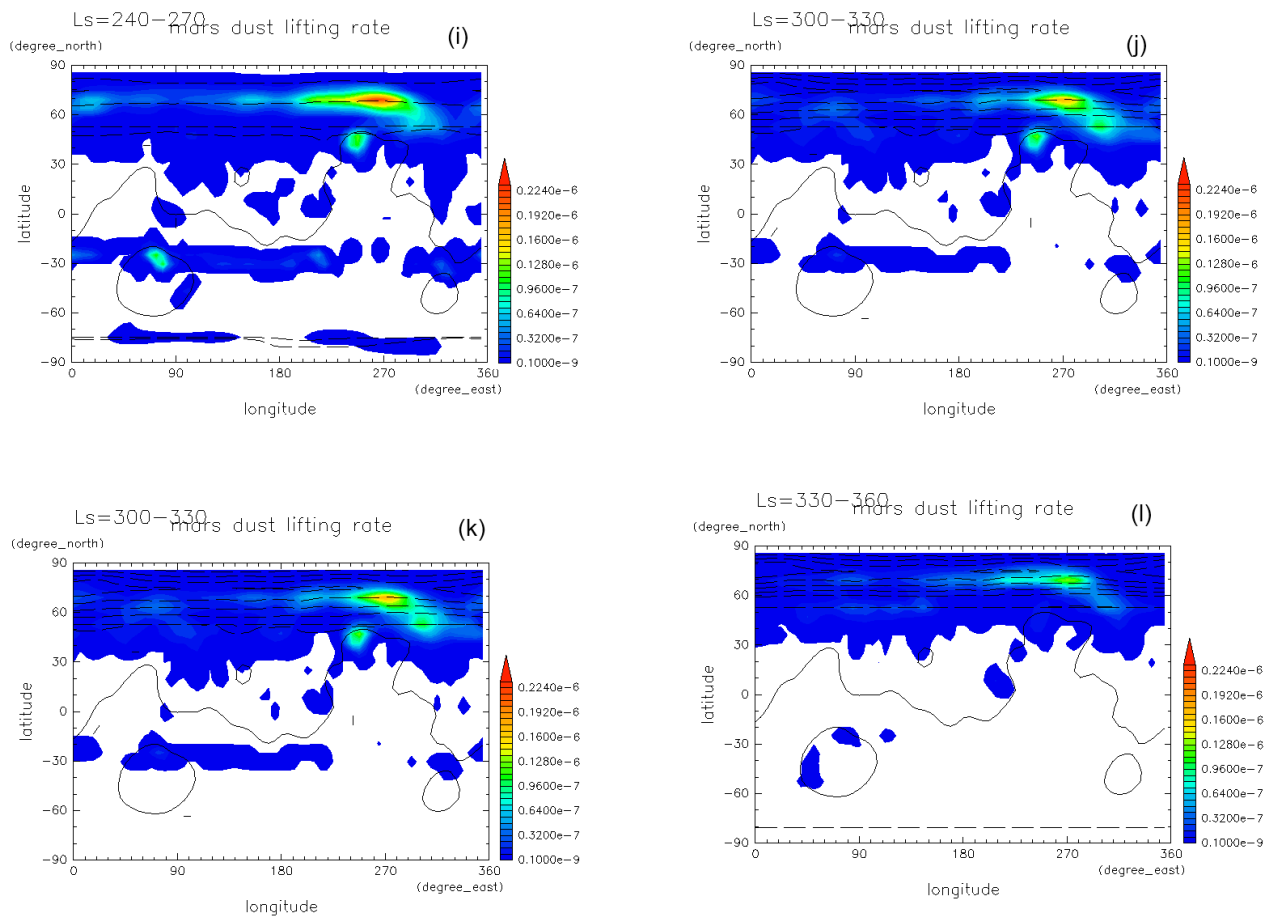 Ls=240-270
mars dust lifting rate
(i)
(degree_north)
90
60
30
0
-30
-60
-90
latitude
0 90 180 270 360
(degree_east)
longitude
0.2240e-6
0.1920e-6
0.1600e-6
0.1280e-6
0.9600e-7
0.6400e-7
0.3200e-7
0.1000e-9
Ls=300-330
mars dust lifting rate
(j)
(degree_north)
90
60
30
0
-30
-60
-90
latitude
0 90 180 270 360
(degree_east)
longitude
0.2240e-6
0.1920e-6
0.1600e-6
0.1280e-6
0.9600e-7
0.6400e-7
0.3200e-7
0.1000e-9
Ls=300-330
mars dust lifting rate
(k)
(degree_north)
90
60
30
0
-30
-60
-90
latitude
0 90 180 270 360
(degree_east)
longitude
0.2240e-6
0.1920e-6
0.1600e-6
0.1280e-6
0.9600e-7
0.6400e-7
0.3200e-7
0.1000e-9
Ls=330-360
mars dust lifting rate
(l)
(degree_north)
90
60
30
0
-30
-60
-90
latitude
0 90 180 270 360
(degree_east)
longitude
0.2240e-6
0.1920e-6
0.1600e-6
0.1280e-6
0.9600e-7
0.6400e-7
0.3200e-7
0.1000e-9